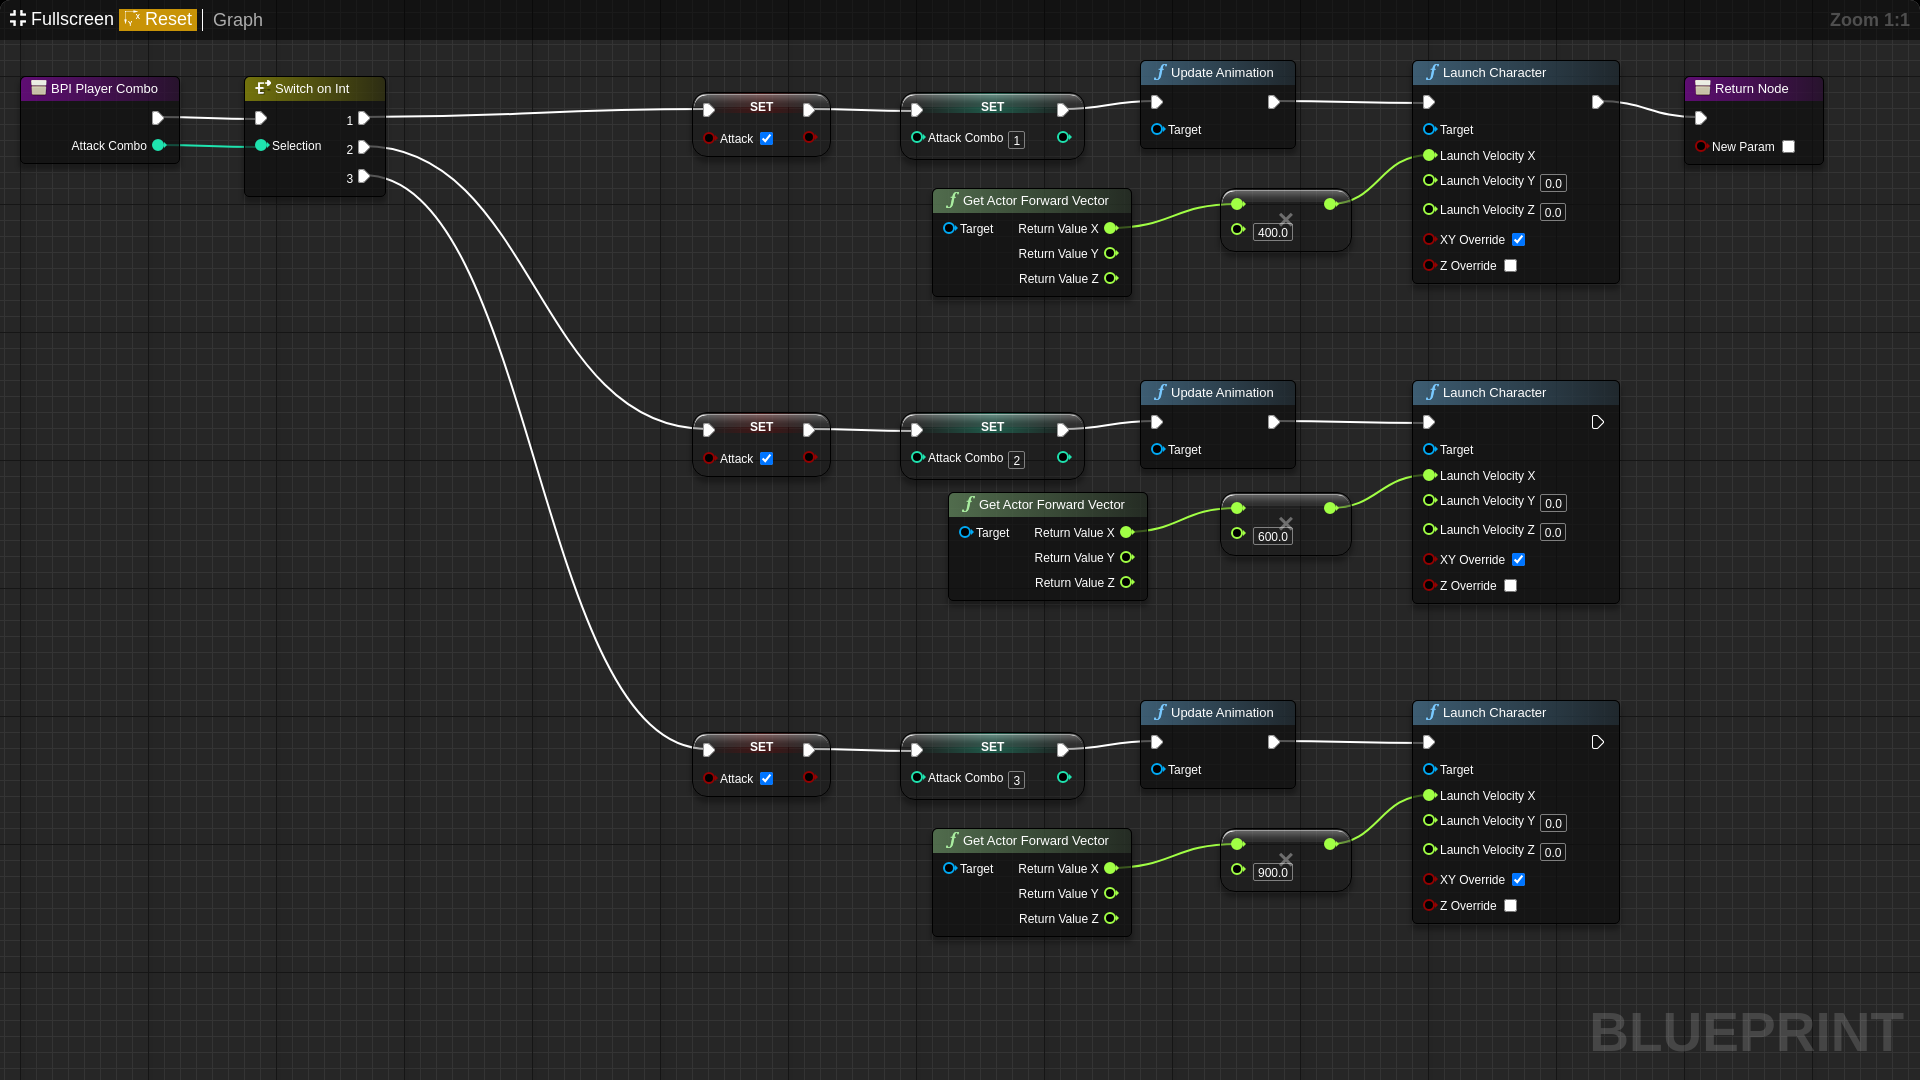 Fullscreen Reset Graph Zoom 1:1
BPI Player Combo
Attack Combo
Switch on Int
1
Selection 2
3
SET
Attack
SET
Attack Combo 1
Update Animation
Target
Launch Character
Target
Launch Velocity X
Launch Velocity Y 0.0
Launch Velocity Z 0.0
XY Override
Z Override
Return Node
New Param
Get Actor Forward Vector
Target Return Value X
Return Value Y
Return Value Z
400.0
SET
Attack
SET
Attack Combo 2
Update Animation
Target
Launch Character
Target
Launch Velocity X
Launch Velocity Y 0.0
Launch Velocity Z 0.0
XY Override
Z Override
Get Actor Forward Vector
Target Return Value X
Return Value Y
Return Value Z
600.0
SET
Attack
SET
Attack Combo 3
Update Animation
Target
Launch Character
Target
Launch Velocity X
Launch Velocity Y 0.0
Launch Velocity Z 0.0
XY Override
Z Override
Get Actor Forward Vector
Target Return Value X
Return Value Y
Return Value Z
900.0
BLUEPRINT